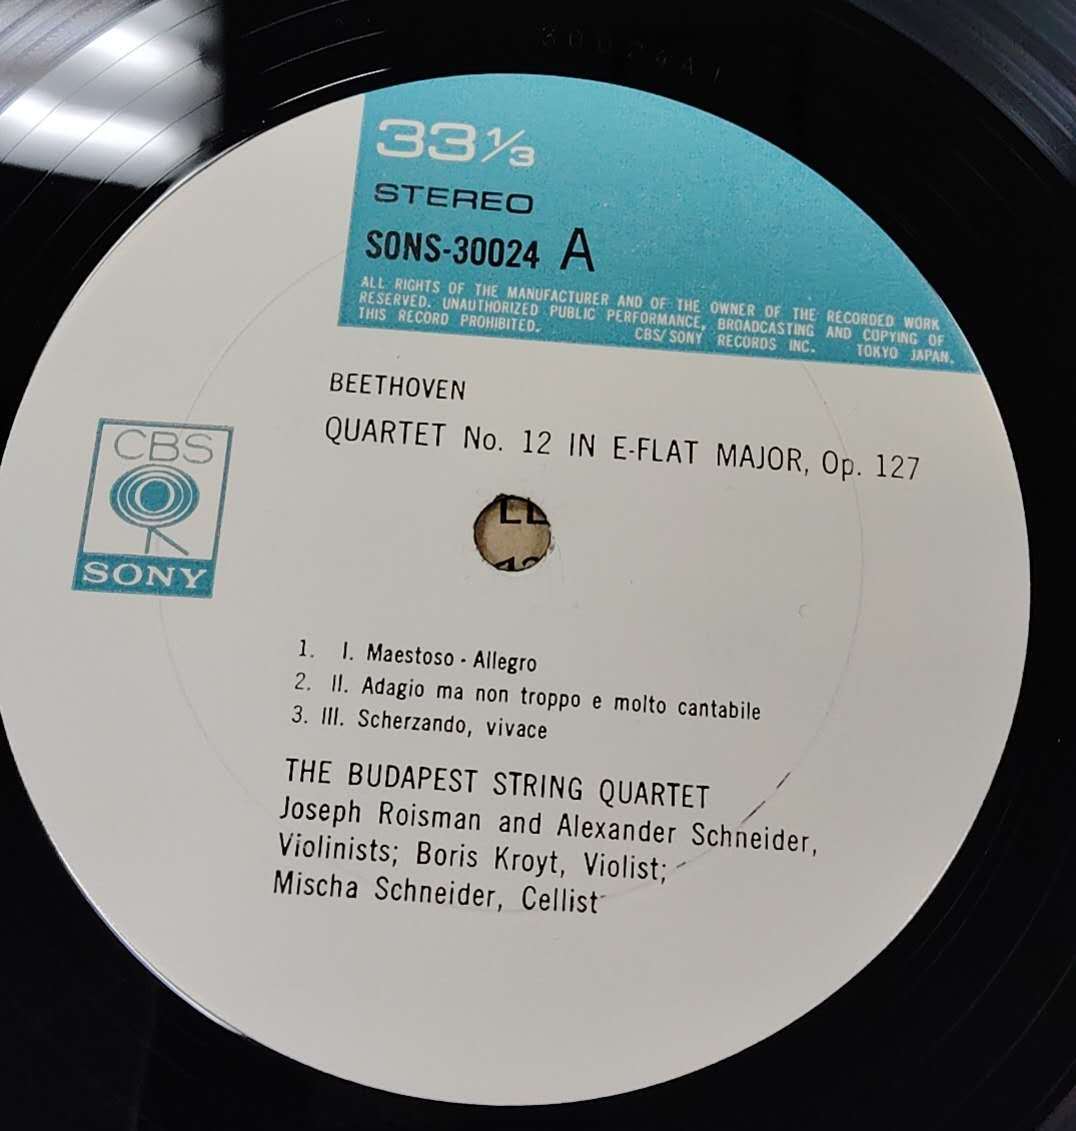 30024A1
33 1/3
STEREO
SONS-30024 A
ALL RIGHTS OF THE MANUFACTURER AND OF THE OWNER OF THE RECORDED WORK
RESERVED. UNAUTHORIZED PUBLIC PERFORMANCE, BROADCASTING AND COPYING OF
THIS RECORD PROHIBITED. CBS/SONY RECORDS INC. TOKYO JAPAN.
BEETHOVEN
QUARTET No. 12 IN E-FLAT MAJOR, Op. 127
CBS
SONY
1. I. Maestoso - Allegro
2. II. Adagio ma non troppo e molto cantabile
3. III. Scherzando, vivace
THE BUDAPEST STRING QUARTET
Joseph Roisman and Alexander Schneider,
Violinists; Boris Kroyt, Violist;
Mischa Schneider, Cellist